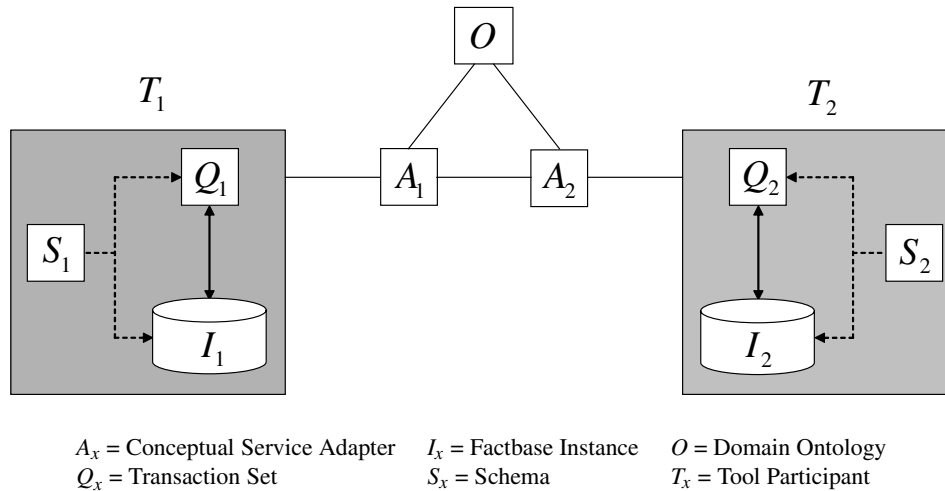 O
T₁
T₂
Q₁
A₁
A₂
Q₂
S₁
S₂
I₁
I₂
Aₓ = Conceptual Service Adapter
Iₓ = Factbase Instance
O = Domain Ontology
Qₓ = Transaction Set
Sₓ = Schema
Tₓ = Tool Participant